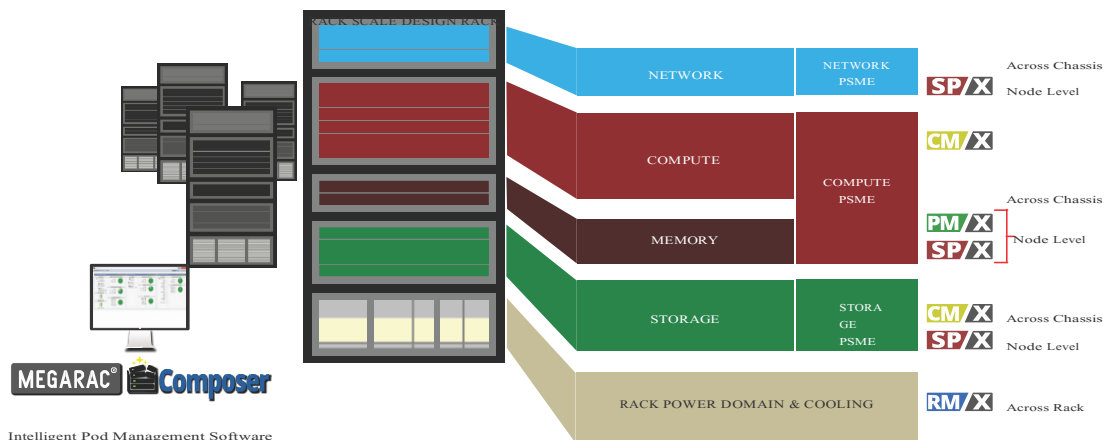 RACK SCALE DESIGN RACK
NETWORK
NETWORK
PSME
SP/X
Across Chassis
Node Level
COMPUTE
COMPUTE
PSME
CM/X
Across Chassis
MEMORY
PM/X
SP/X
Node Level
STORAGE
STORA
GE
PSME
CM/X
Across Chassis
SP/X
Node Level
RACK POWER DOMAIN & COOLING
RM/X
Across Rack
MEGARAC® Composer
Intelligent Pod Management Software